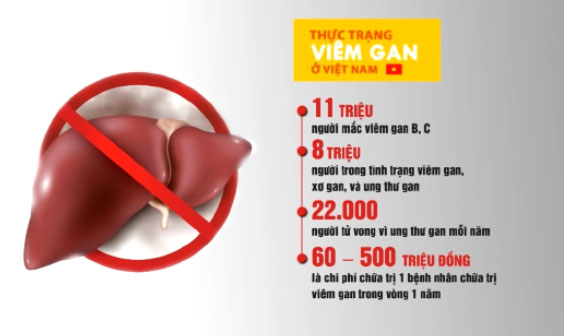 THỰC TRẠNG
VIÊM GAN
Ở VIỆT NAM
11 TRIỆU
người mắc viêm gan B, C
8 TRIỆU
người trong tình trạng viêm gan,
xơ gan, và ung thư gan
22.000
người tử vong vì ung thư gan mỗi năm
60 – 500 TRIỆU ĐỒNG
là chi phí chữa trị 1 bệnh nhân chữa trị
viêm gan trong vòng 1 năm